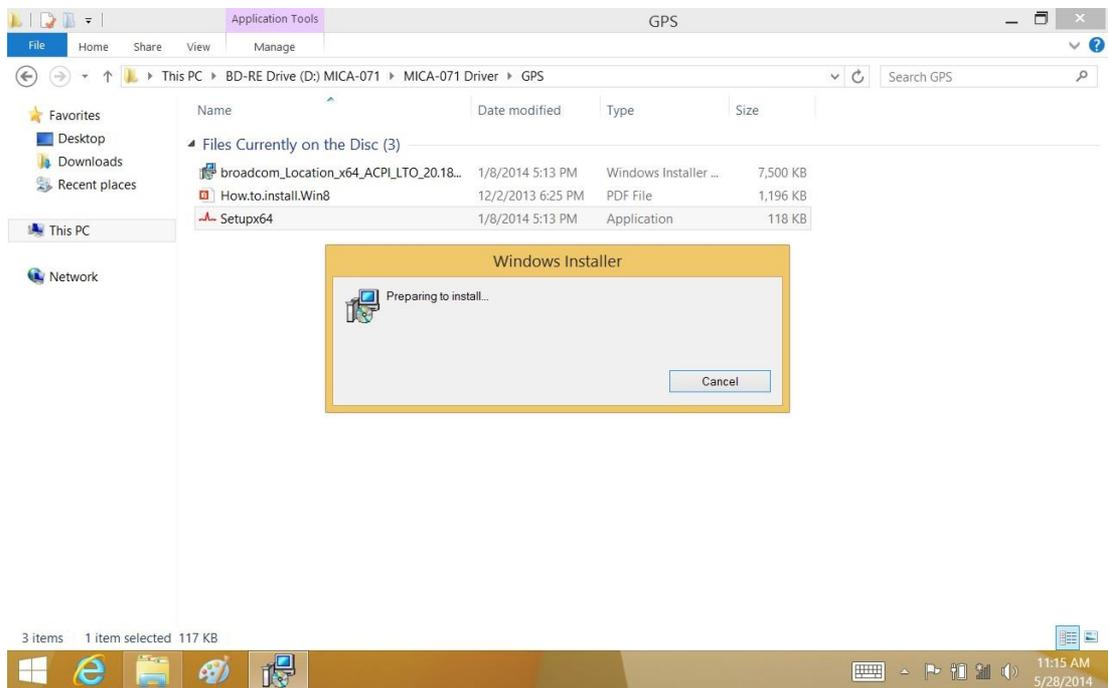 Application Tools
GPS
File Home Share View Manage
This PC BD-RE Drive (D:) MICA-071 MICA-071 Driver GPS
Search GPS
Favorites
Desktop
Downloads
Recent places
This PC
Network
Name Date modified Type Size
Files Currently on the Disc (3)
broadcom_Location_x64_ACPI_LTO_20.18... 1/8/2014 5:13 PM Windows Installer ... 7,500 KB
How.to.install.Win8 12/2/2013 6:25 PM PDF File 1,196 KB
Setupx64 1/8/2014 5:13 PM Application 118 KB
Windows Installer
Preparing to install...
Cancel
3 items 1 item selected 117 KB
11:15 AM
5/28/2014